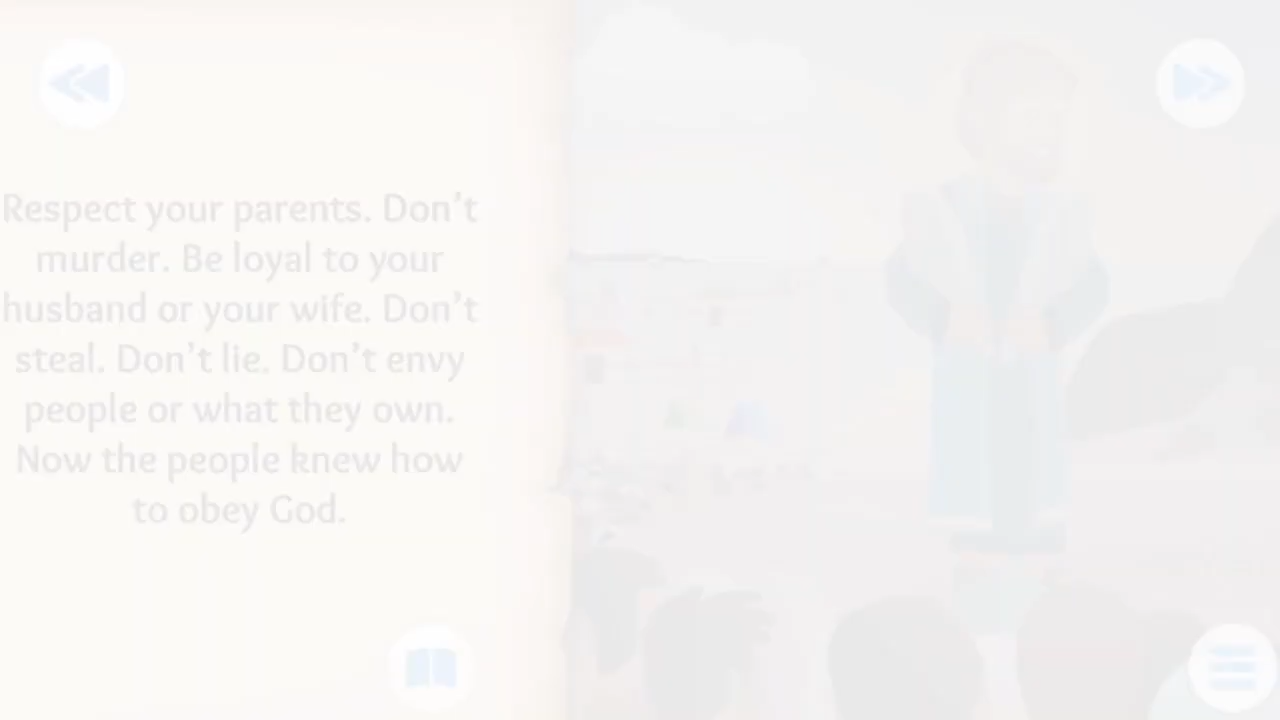 Respect your parents. Don't
murder. Be loyal to your
husband or your wife. Don't
steal. Don't lie. Don't envy
people or what they own.
Now the people knew how
to obey God.